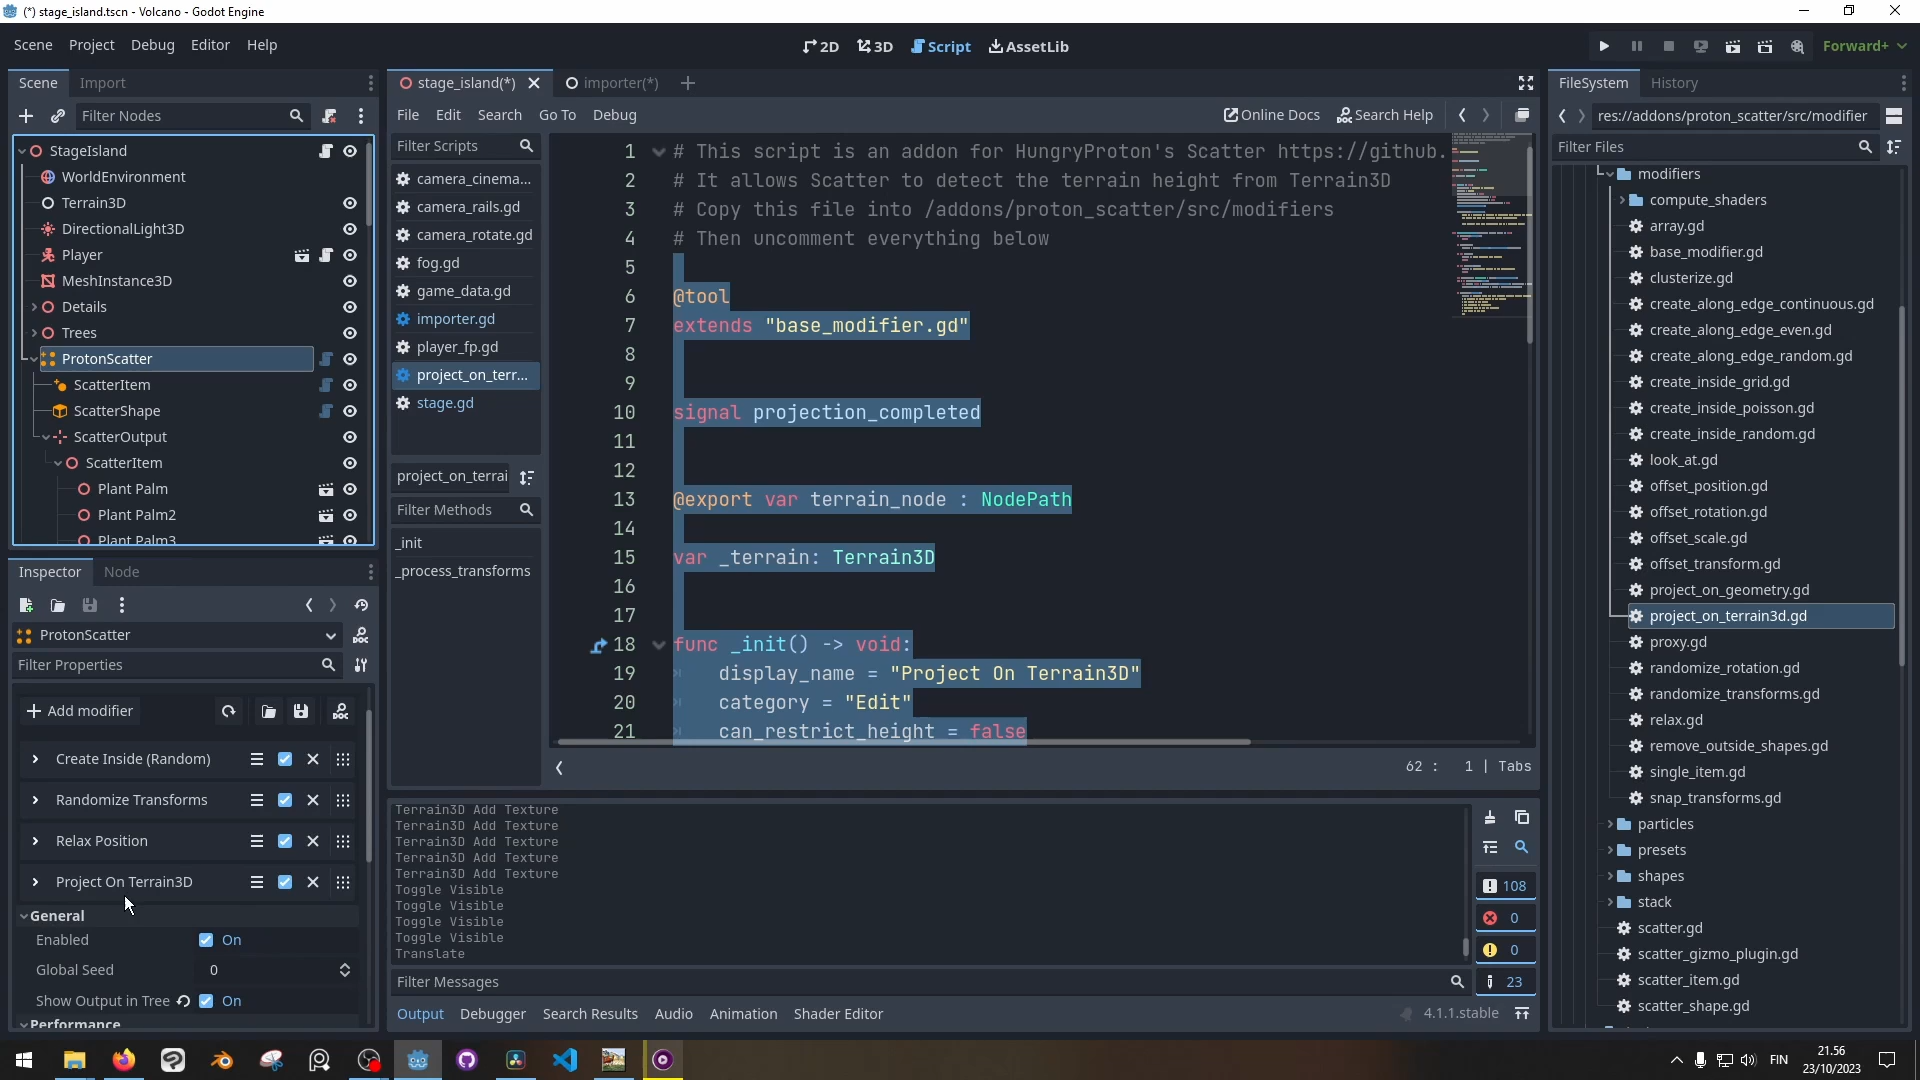 (*) stage_island.tscn - Volcano - Godot Engine
Scene Project Debug Editor Help
2D 3D Script AssetLib
Forward+
Scene Import
Filter Nodes
StageIsland
WorldEnvironment
Terrain3D
DirectionalLight3D
Player
MeshInstance3D
Details
Trees
ProtonScatter
ScatterItem
ScatterShape
ScatterOutput
ScatterItem
Plant Palm
Plant Palm2
Plant Palm3
Inspector Node
ProtonScatter
Filter Properties
Add modifier
Create Inside (Random)
Randomize Transforms
Relax Position
Project On Terrain3D
General
Enabled On
Global Seed 0
Show Output in Tree On
Performance
stage_island(*) importer(*)
File Edit Search Go To Debug
Online Docs Search Help
Filter Scripts
camera_cinema...
camera_rails.gd
camera_rotate.gd
fog.gd
game_data.gd
importer.gd
player_fp.gd
project_on_terr...
stage.gd
project_on_terrai
Filter Methods
_init
_process_transforms
1 # This script is an addon for HungryProton's Scatter https://github.
2 # It allows Scatter to detect the terrain height from Terrain3D
3 # Copy this file into /addons/proton_scatter/src/modifiers
4 # Then uncomment everything below
5
6 @tool
7 extends "base_modifier.gd"
8
9
10 signal projection_completed
11
12
13 @export var terrain_node : NodePath
14
15 var _terrain: Terrain3D
16
17
18 func _init() -> void:
19 display_name = "Project On Terrain3D"
20 category = "Edit"
21 can_restrict_height = false
62 : 1 | Tabs
Terrain3D Add Texture
Terrain3D Add Texture
Terrain3D Add Texture
Terrain3D Add Texture
Terrain3D Add Texture
Toggle Visible
Toggle Visible
Toggle Visible
Toggle Visible
Translate
108
0
0
23
Filter Messages
Output Debugger Search Results Audio Animation Shader Editor
4.1.1.stable
FileSystem History
res://addons/proton_scatter/src/modifier
Filter Files
modifiers
compute_shaders
array.gd
base_modifier.gd
clusterize.gd
create_along_edge_continuous.gd
create_along_edge_even.gd
create_along_edge_random.gd
create_inside_grid.gd
create_inside_poisson.gd
create_inside_random.gd
look_at.gd
offset_position.gd
offset_rotation.gd
offset_scale.gd
offset_transform.gd
project_on_geometry.gd
project_on_terrain3d.gd
proxy.gd
randomize_rotation.gd
randomize_transforms.gd
relax.gd
remove_outside_shapes.gd
single_item.gd
snap_transforms.gd
particles
presets
shapes
stack
scatter.gd
scatter_gizmo_plugin.gd
scatter_item.gd
scatter_shape.gd
FIN
21.56
23/10/2023